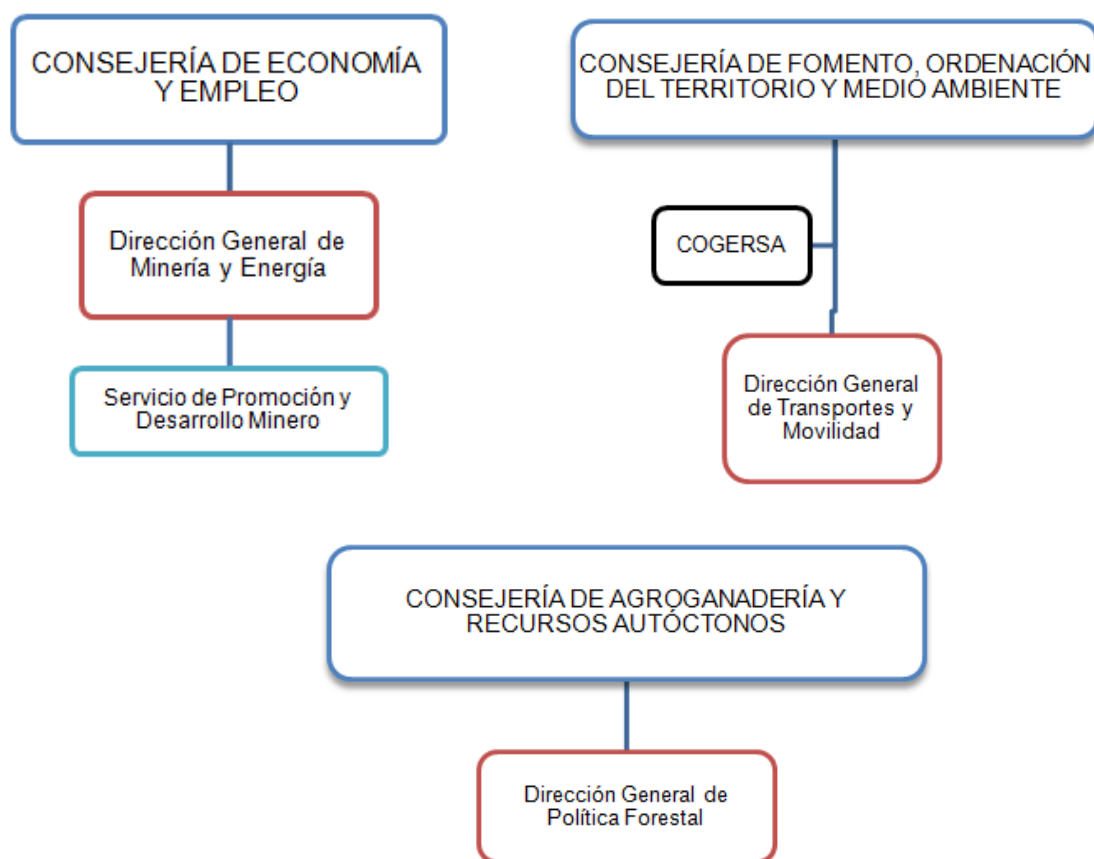 CONSEJERÍA DE ECONOMÍA
Y EMPLEO
Dirección General de
Minería y Energía
Servicio de Promoción y
Desarrollo Minero
CONSEJERÍA DE FOMENTO, ORDENACIÓN
DEL TERRITORIO Y MEDIO AMBIENTE
COGERSA
Dirección General
de Transportes y
Movilidad
CONSEJERÍA DE AGROGANADERÍA Y
RECURSOS AUTÓCTONOS
Dirección General de
Política Forestal